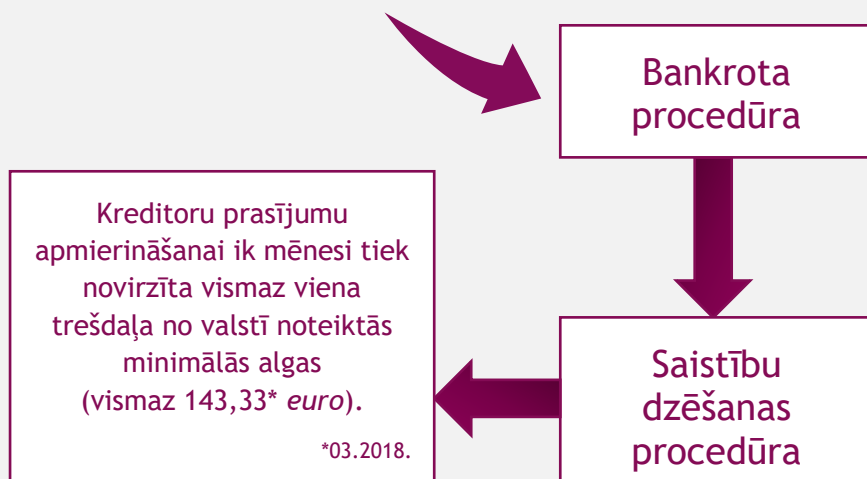 Bankrota
procedūra
Kreditoru prasījumu
apmierināšanai ik mēnesi tiek
novirzīta vismaz viena
trešdaļa no valstī noteiktās
minimālās algas
(vismaz 143,33* euro).
*03.2018.
Saistību
dzēšanas
procedūra